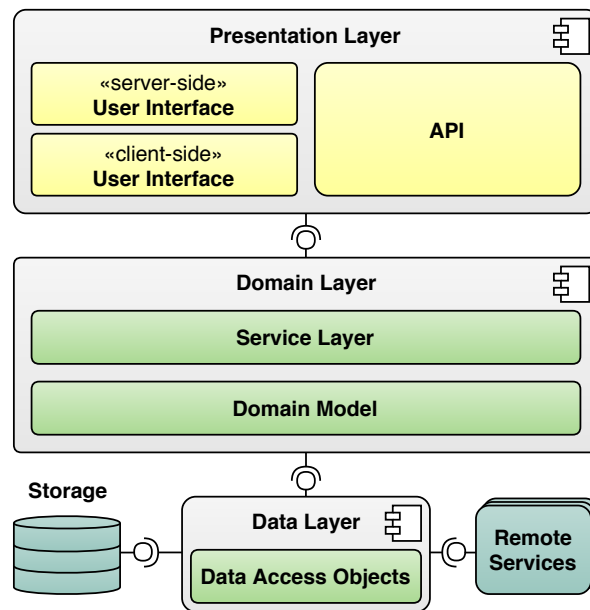 Presentation Layer
«server-side»
User Interface
«client-side»
User Interface
API
Domain Layer
Service Layer
Domain Model
Storage
Data Layer
Data Access Objects
Remote
Services